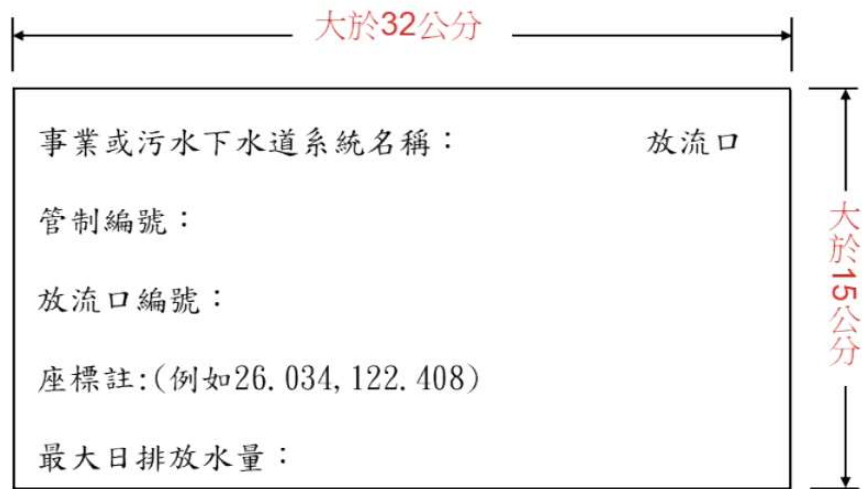 大於32公分
事業或污水下水道系統名稱： 放流口
管制編號：
放流口編號：
座標註:(例如26.034,122.408)
最大日排放水量：
大於15公分